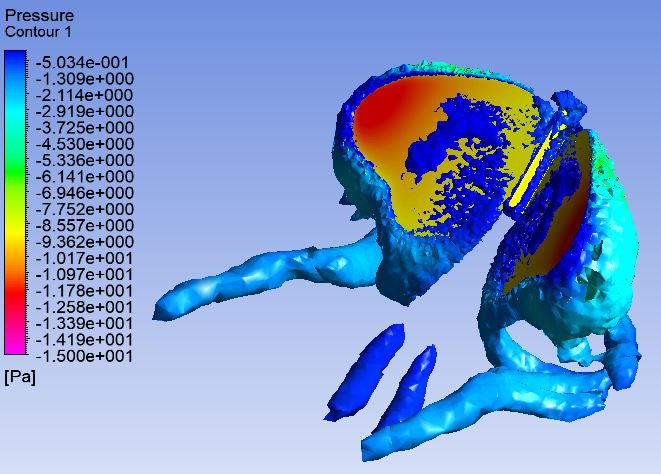 Pressure
Contour 1
-5.034e-001
-1.309e+000
-2.114e+000
-2.919e+000
-3.725e+000
-4.530e+000
-5.336e+000
-6.141e+000
-6.946e+000
-7.752e+000
-8.557e+000
-9.362e+000
-1.017e+001
-1.097e+001
-1.178e+001
-1.258e+001
-1.339e+001
-1.419e+001
-1.500e+001
[Pa]